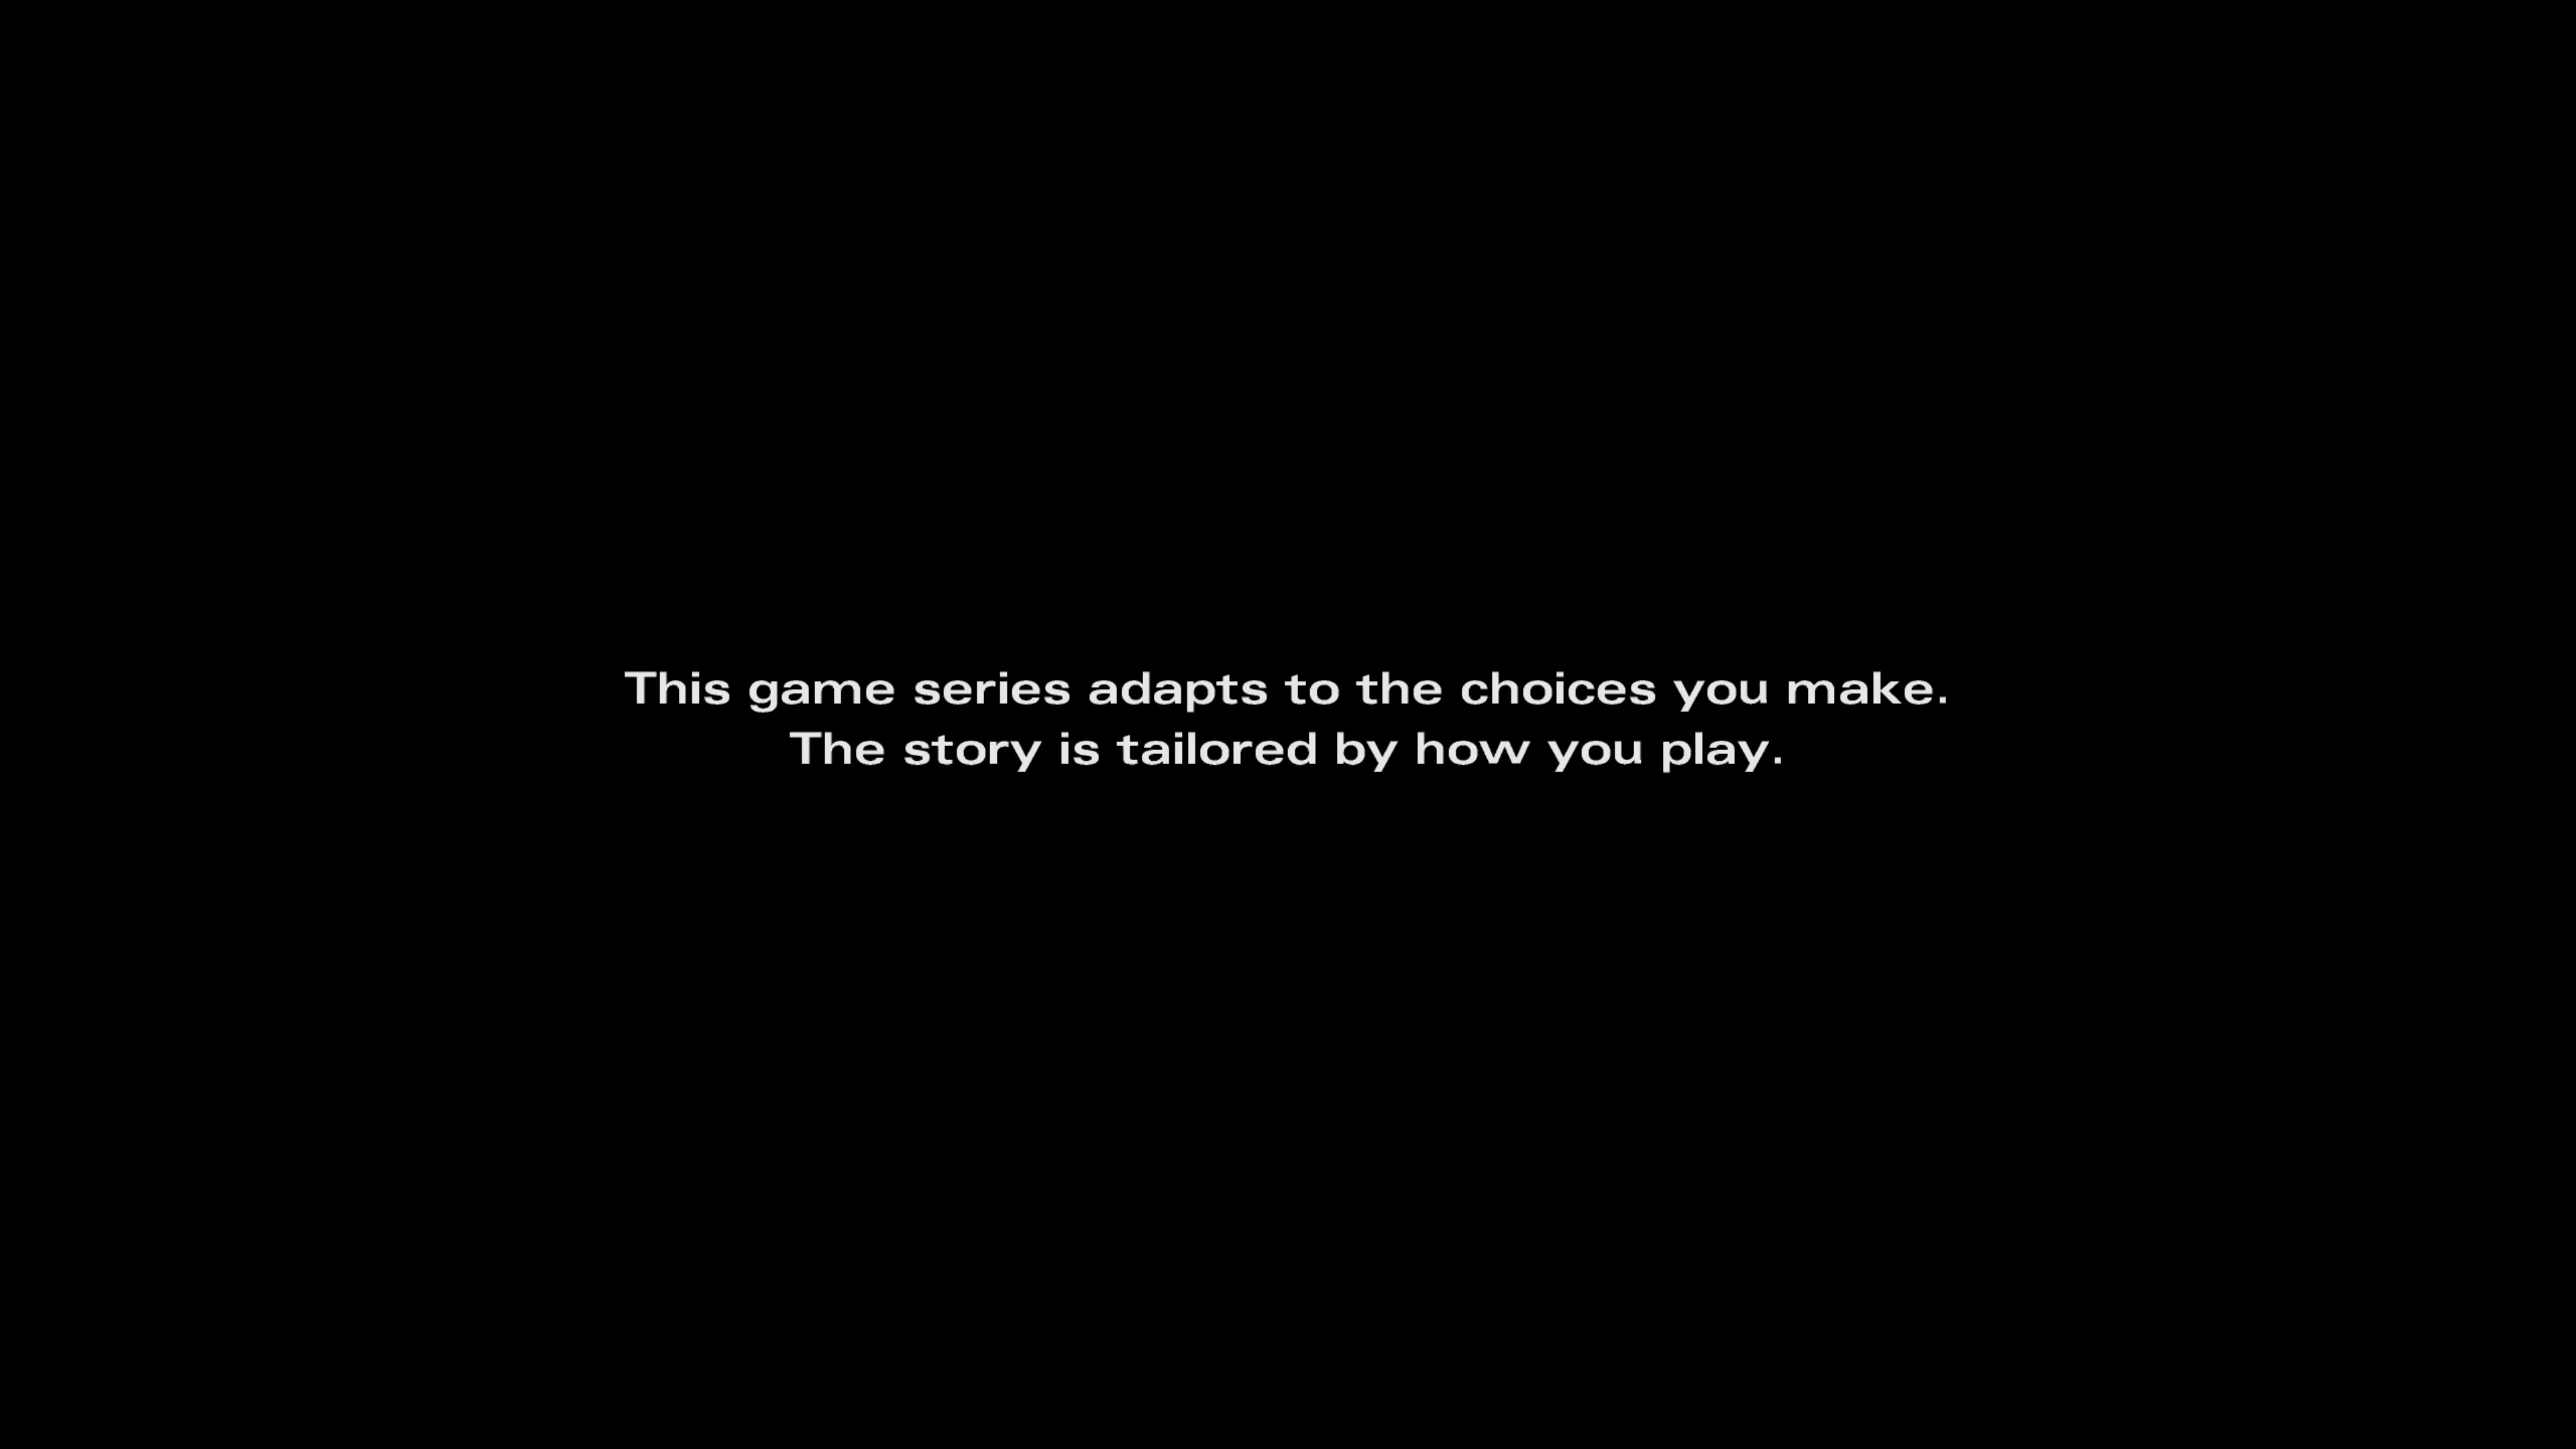 This game series adapts to the choices you make.
The story is tailored by how you play.